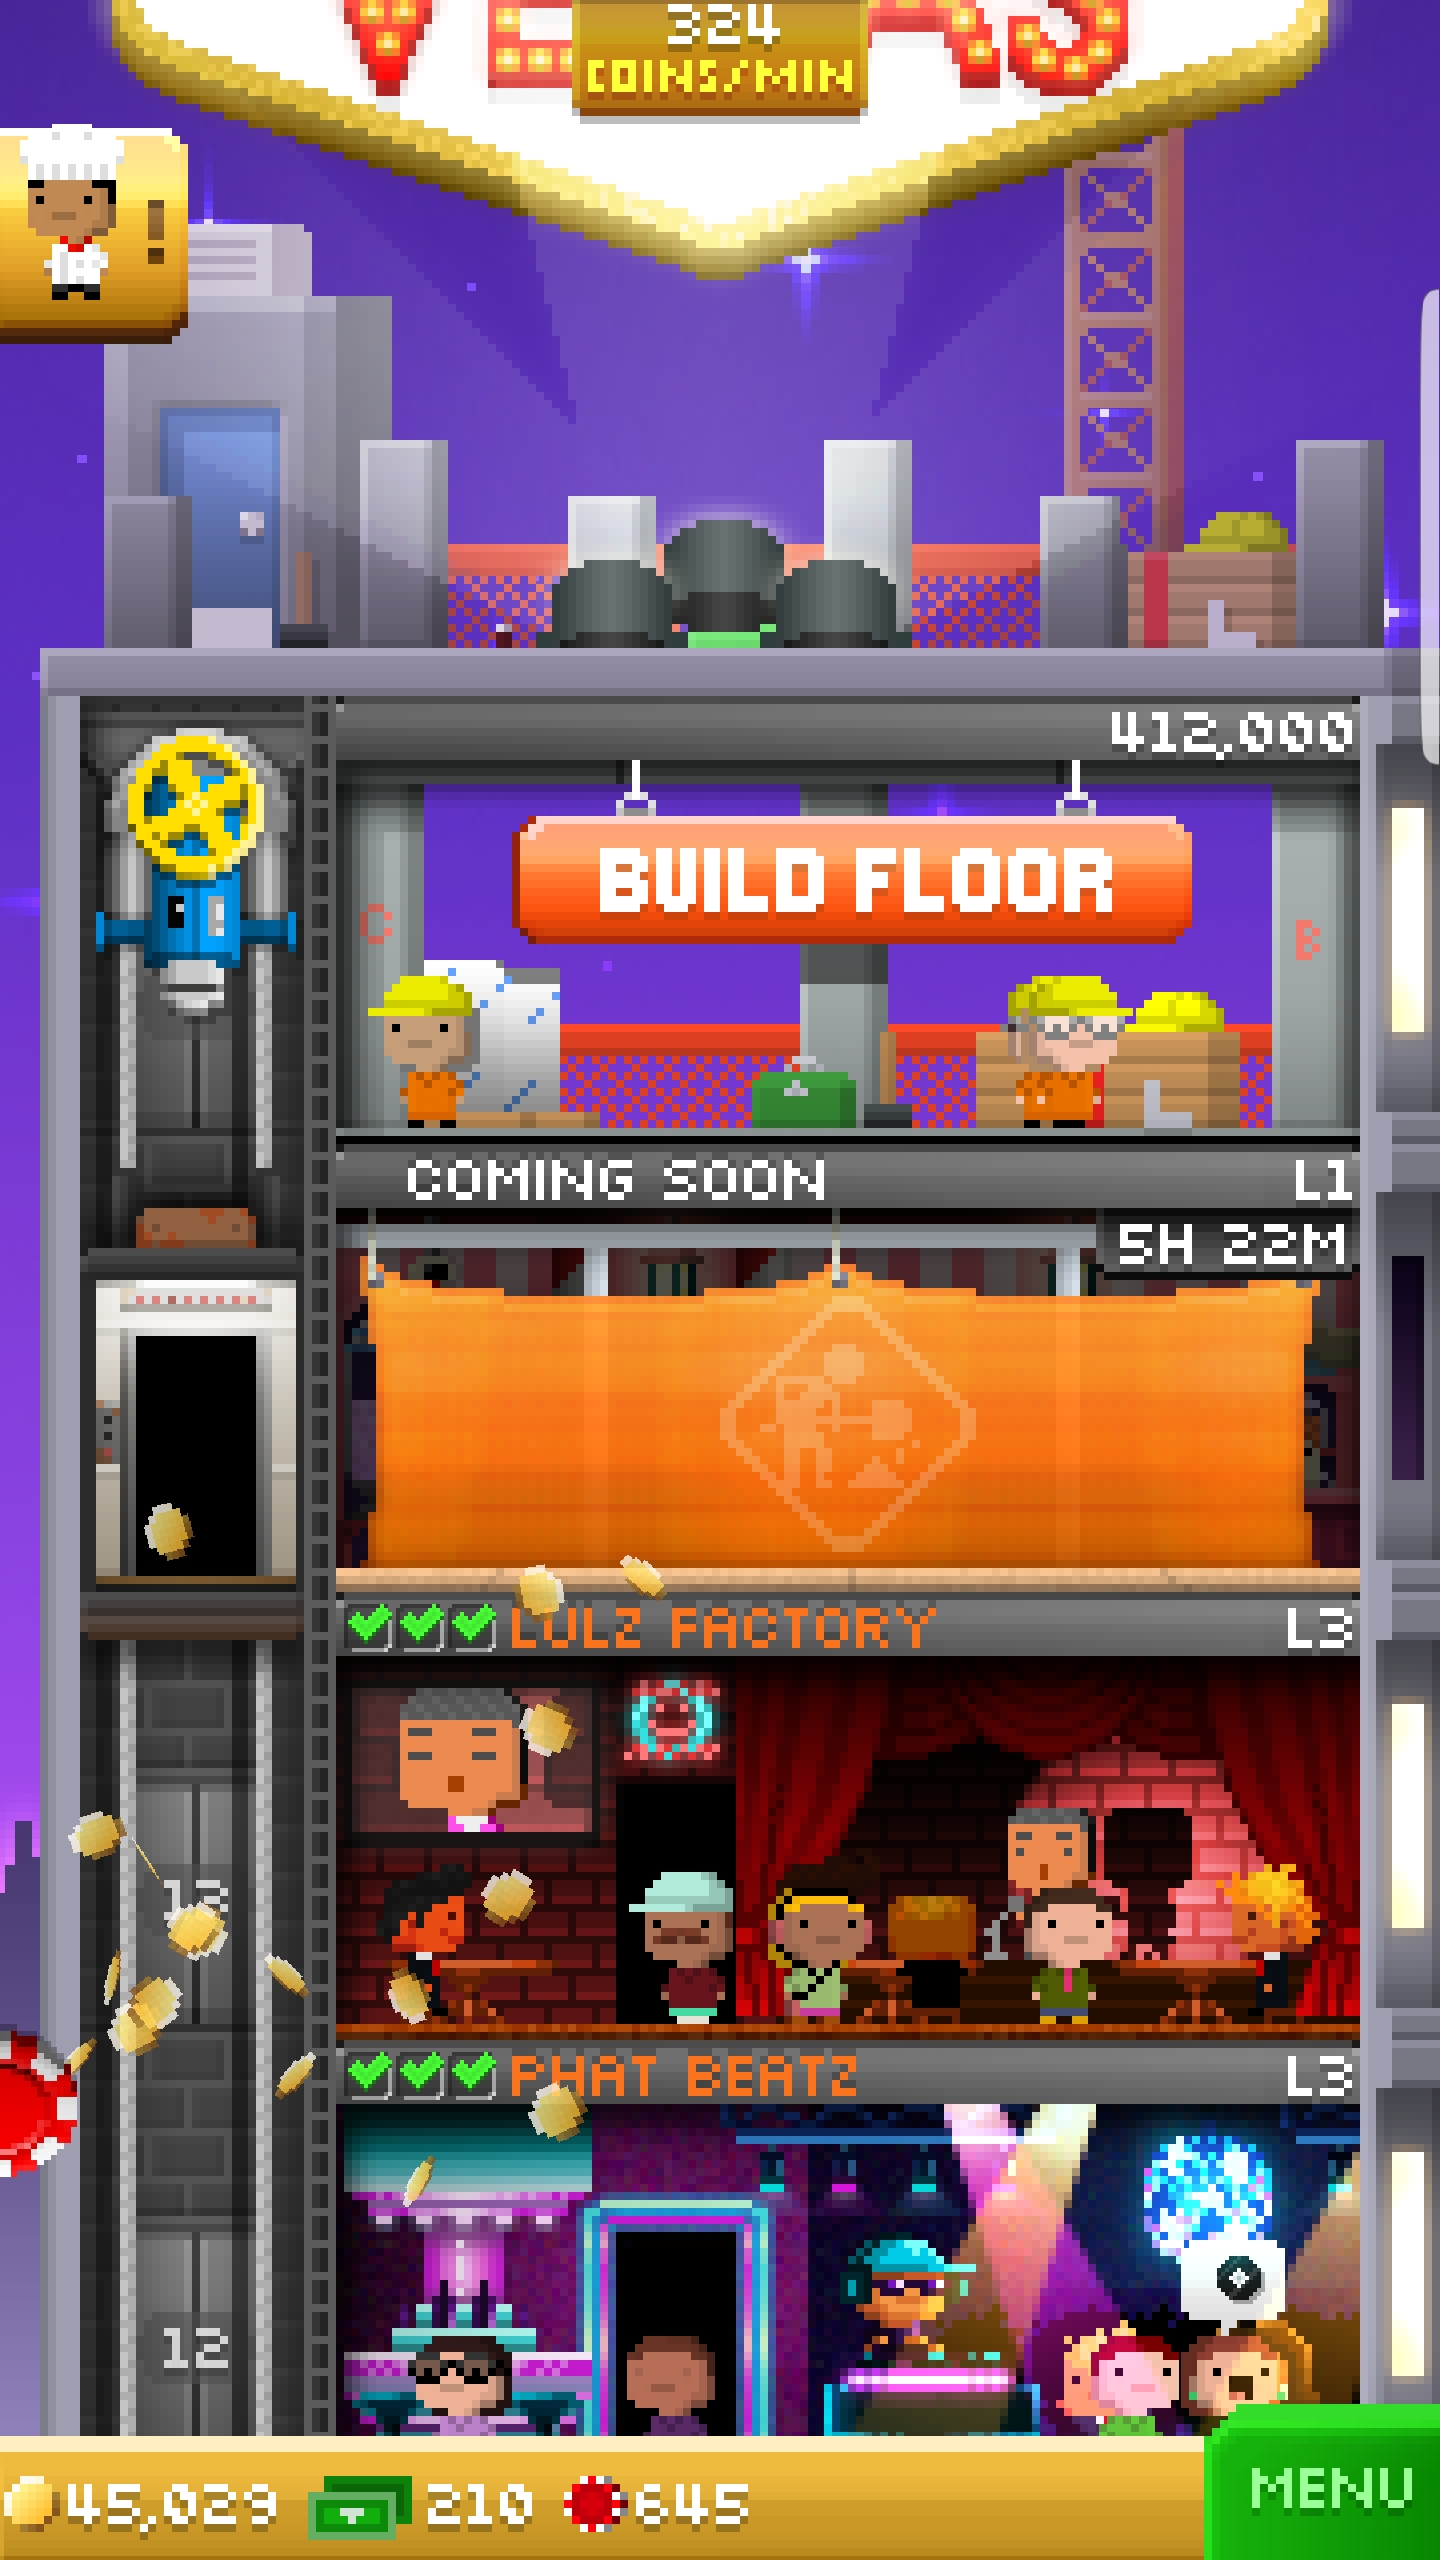 VEGAS
324
COINS/MIN
!
412,000
BUILD FLOOR
C
B
COMING SOON
L1
5H 22M
LULZ FACTORY
L3
13
PHAT BEATZ
L3
12
45,029
210
645
MENU